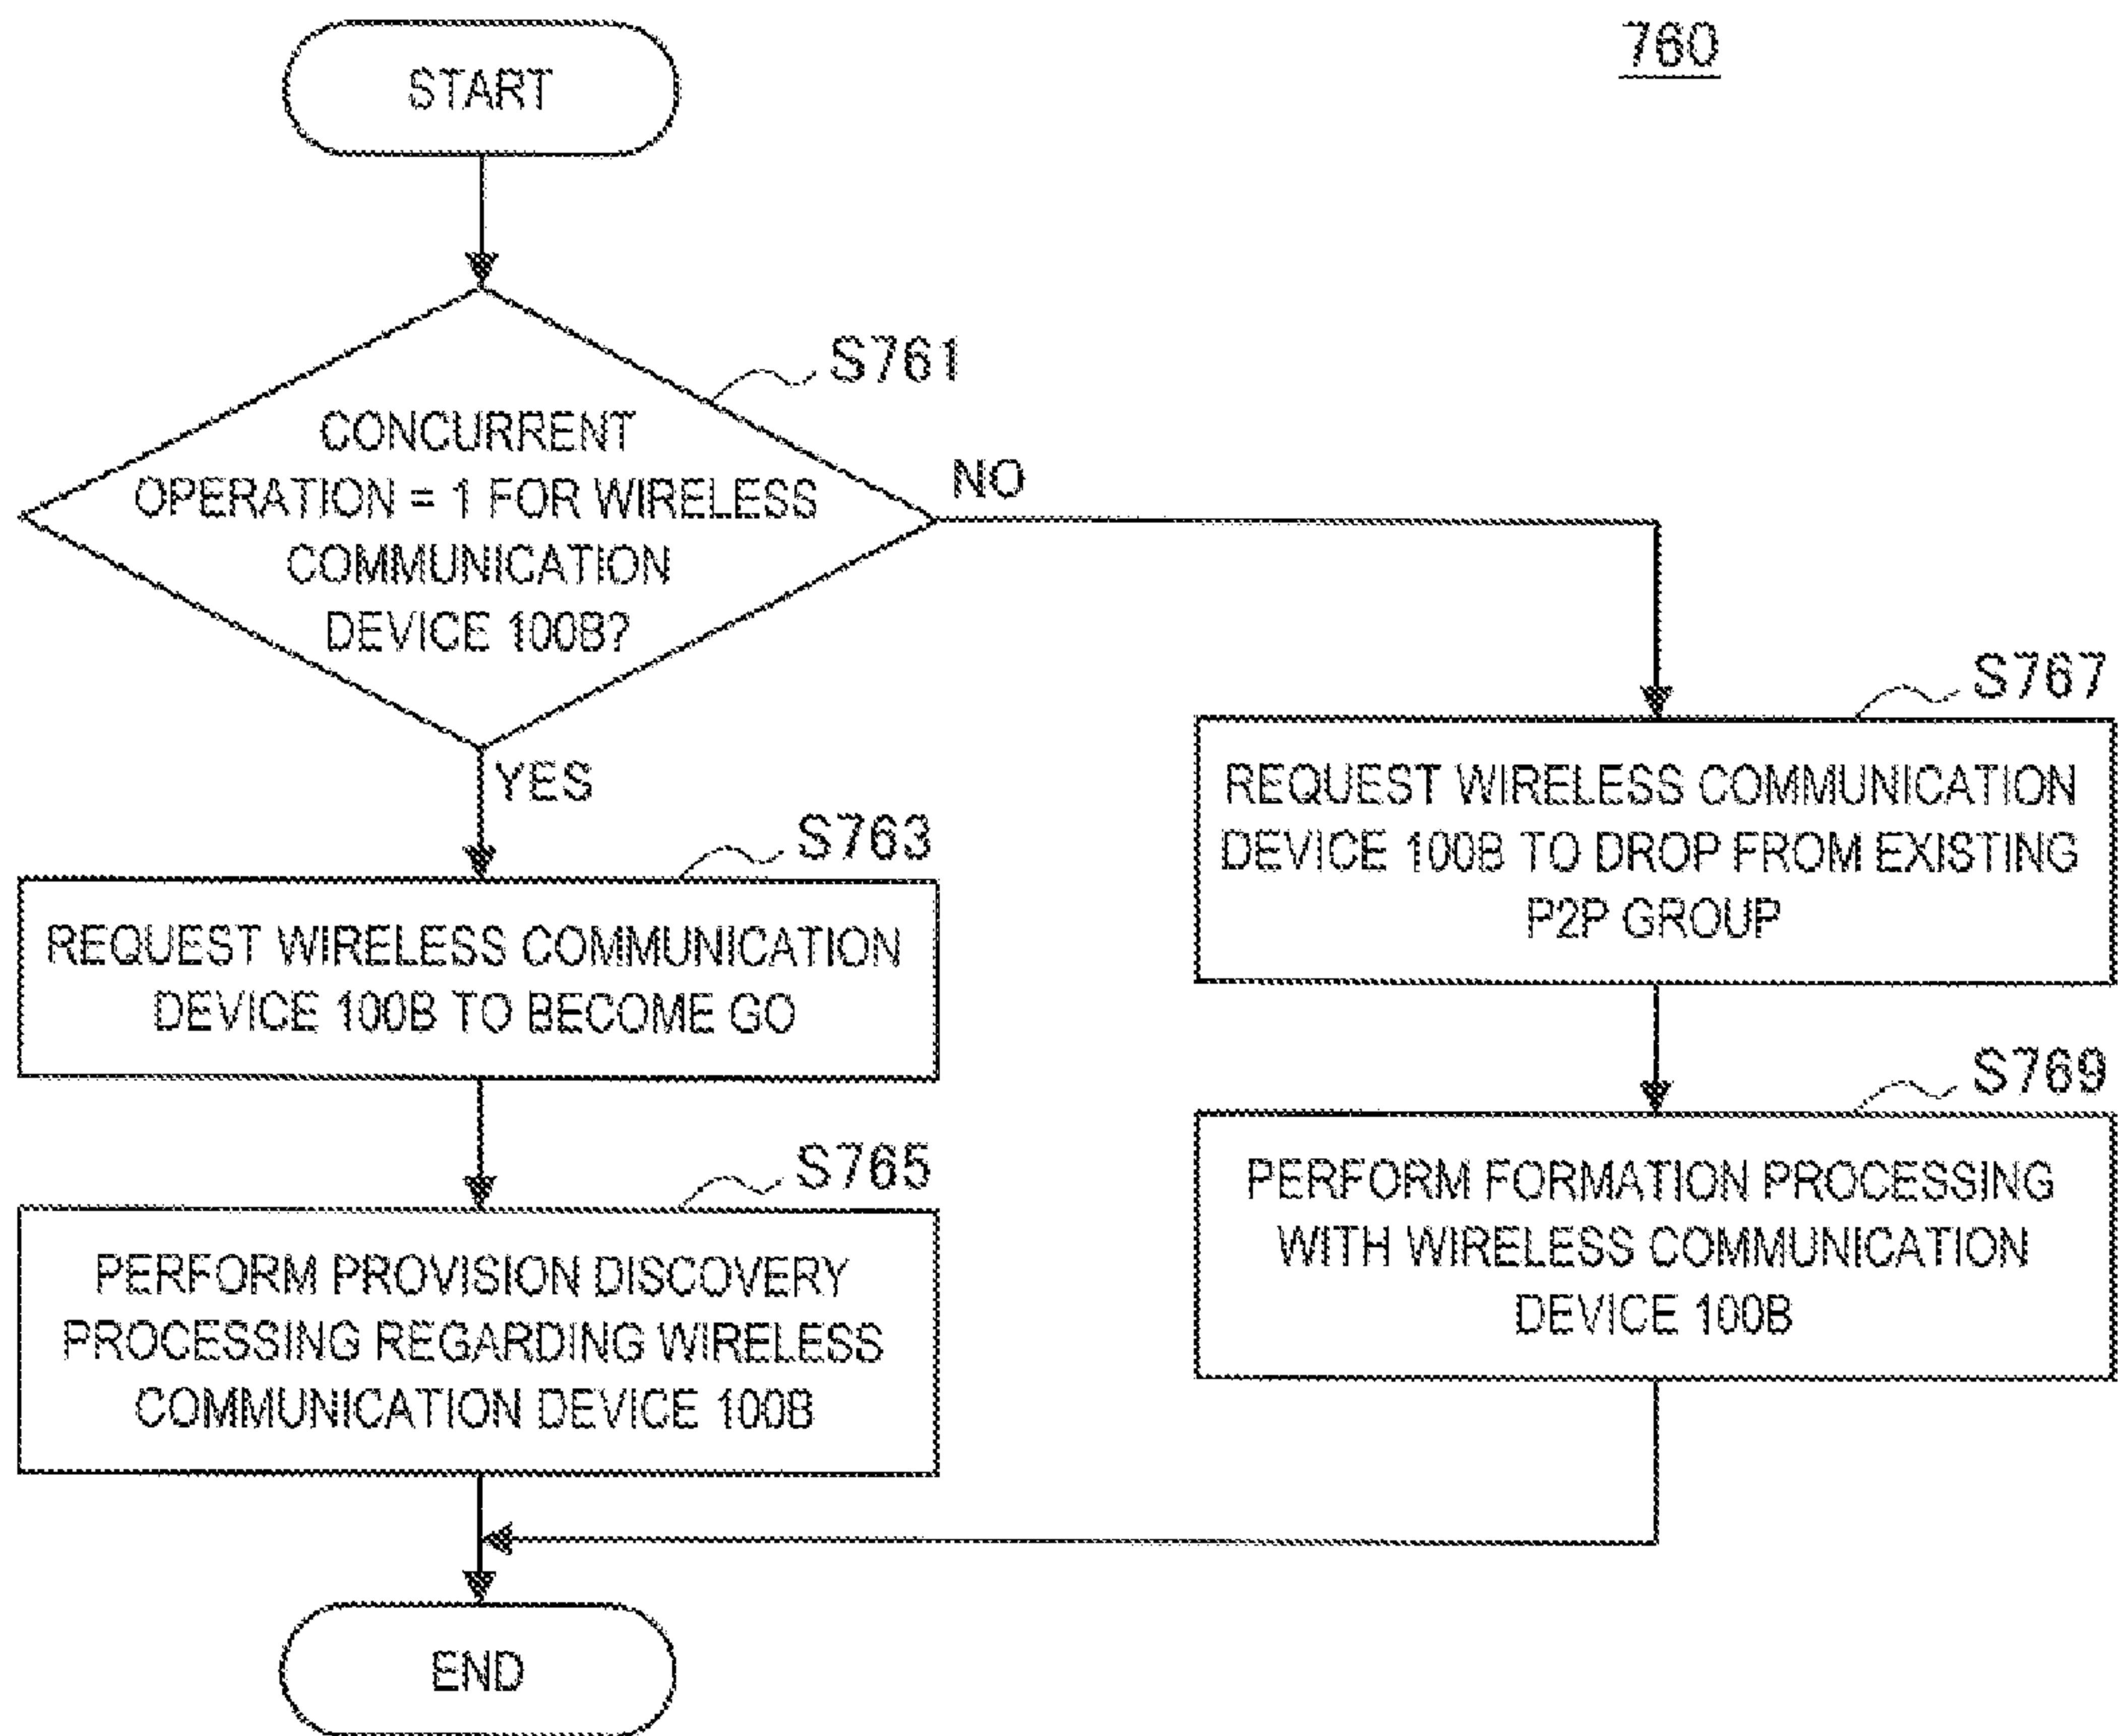 760
START
S761
CONCURRENT
OPERATION = 1 FOR WIRELESS
COMMUNICATION
DEVICE 100B?
NO
YES
S763
REQUEST WIRELESS COMMUNICATION
DEVICE 100B TO BECOME GO
S765
PERFORM PROVISION DISCOVERY
PROCESSING REGARDING WIRELESS
COMMUNICATION DEVICE 100B
S767
REQUEST WIRELESS COMMUNICATION
DEVICE 100B TO DROP FROM EXISTING
P2P GROUP
S769
PERFORM FORMATION PROCESSING
WITH WIRELESS COMMUNICATION
DEVICE 100B
END